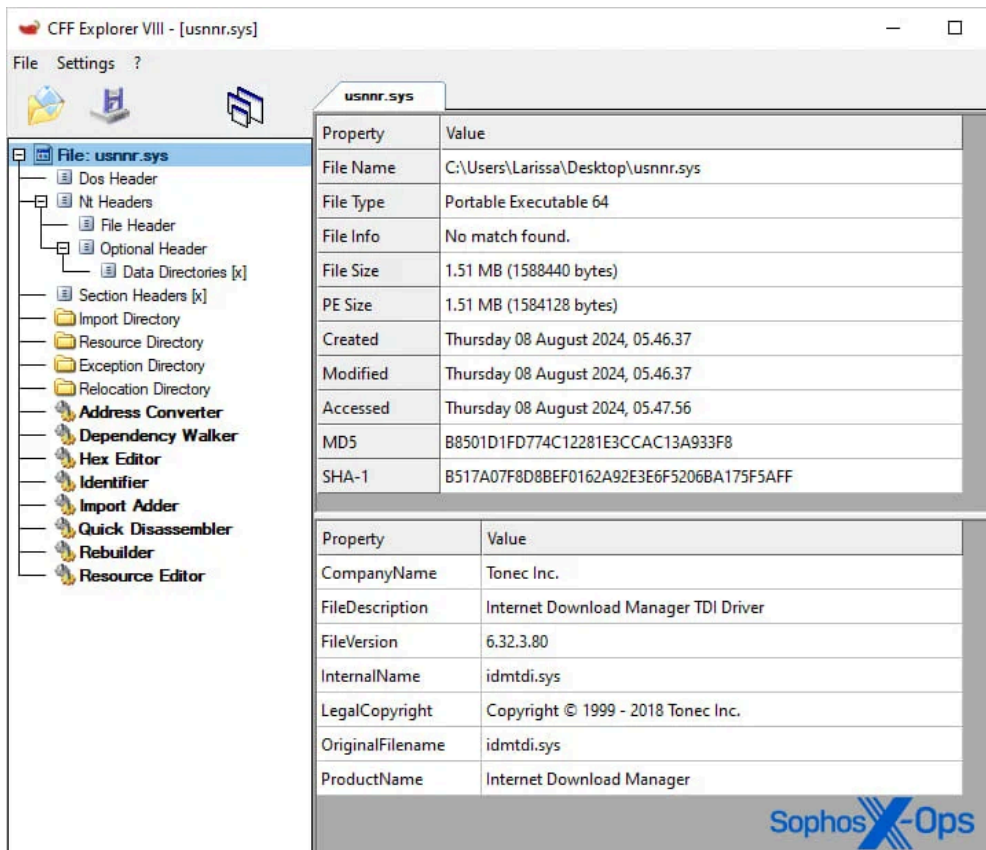 CFF Explorer VIII - [usnnr.sys]
File Settings ?
usnnr.sys
File: usnnr.sys
Dos Header
Nt Headers
File Header
Optional Header
Data Directories [x]
Section Headers [x]
Import Directory
Resource Directory
Exception Directory
Relocation Directory
Address Converter
Dependency Walker
Hex Editor
Identifier
Import Adder
Quick Disassembler
Rebuilder
Resource Editor
Property Value
File Name C:\Users\Larissa\Desktop\usnnr.sys
File Type Portable Executable 64
File Info No match found.
File Size 1.51 MB (1588440 bytes)
PE Size 1.51 MB (1584128 bytes)
Created Thursday 08 August 2024, 05.46.37
Modified Thursday 08 August 2024, 05.46.37
Accessed Thursday 08 August 2024, 05.47.56
MD5 B8501D1FD774C12281E3CCAC13A933F8
SHA-1 B517A07F8D8BEF0162A92E3E6F5206BA175F5AFF
Property Value
CompanyName Tonec Inc.
FileDescription Internet Download Manager TDI Driver
FileVersion 6.32.3.80
InternalName idmtdi.sys
LegalCopyright Copyright © 1999 - 2018 Tonec Inc.
OriginalFilename idmtdi.sys
ProductName Internet Download Manager
Sophos X-Ops